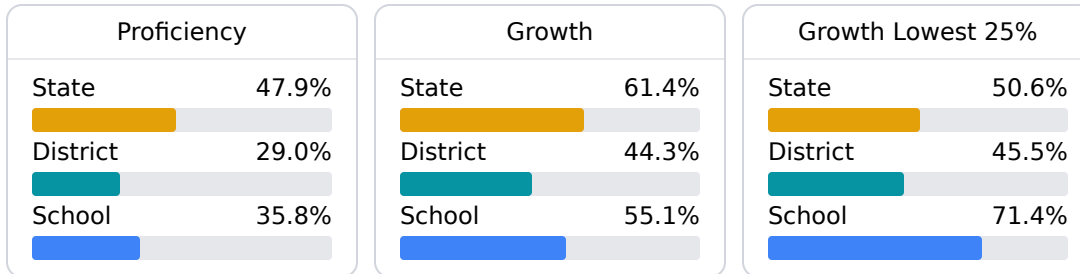 Proficiency
State 47.9%
District 29.0%
School 35.8%
Growth
State 61.4%
District 44.3%
School 55.1%
Growth Lowest 25%
State 50.6%
District 45.5%
School 71.4%